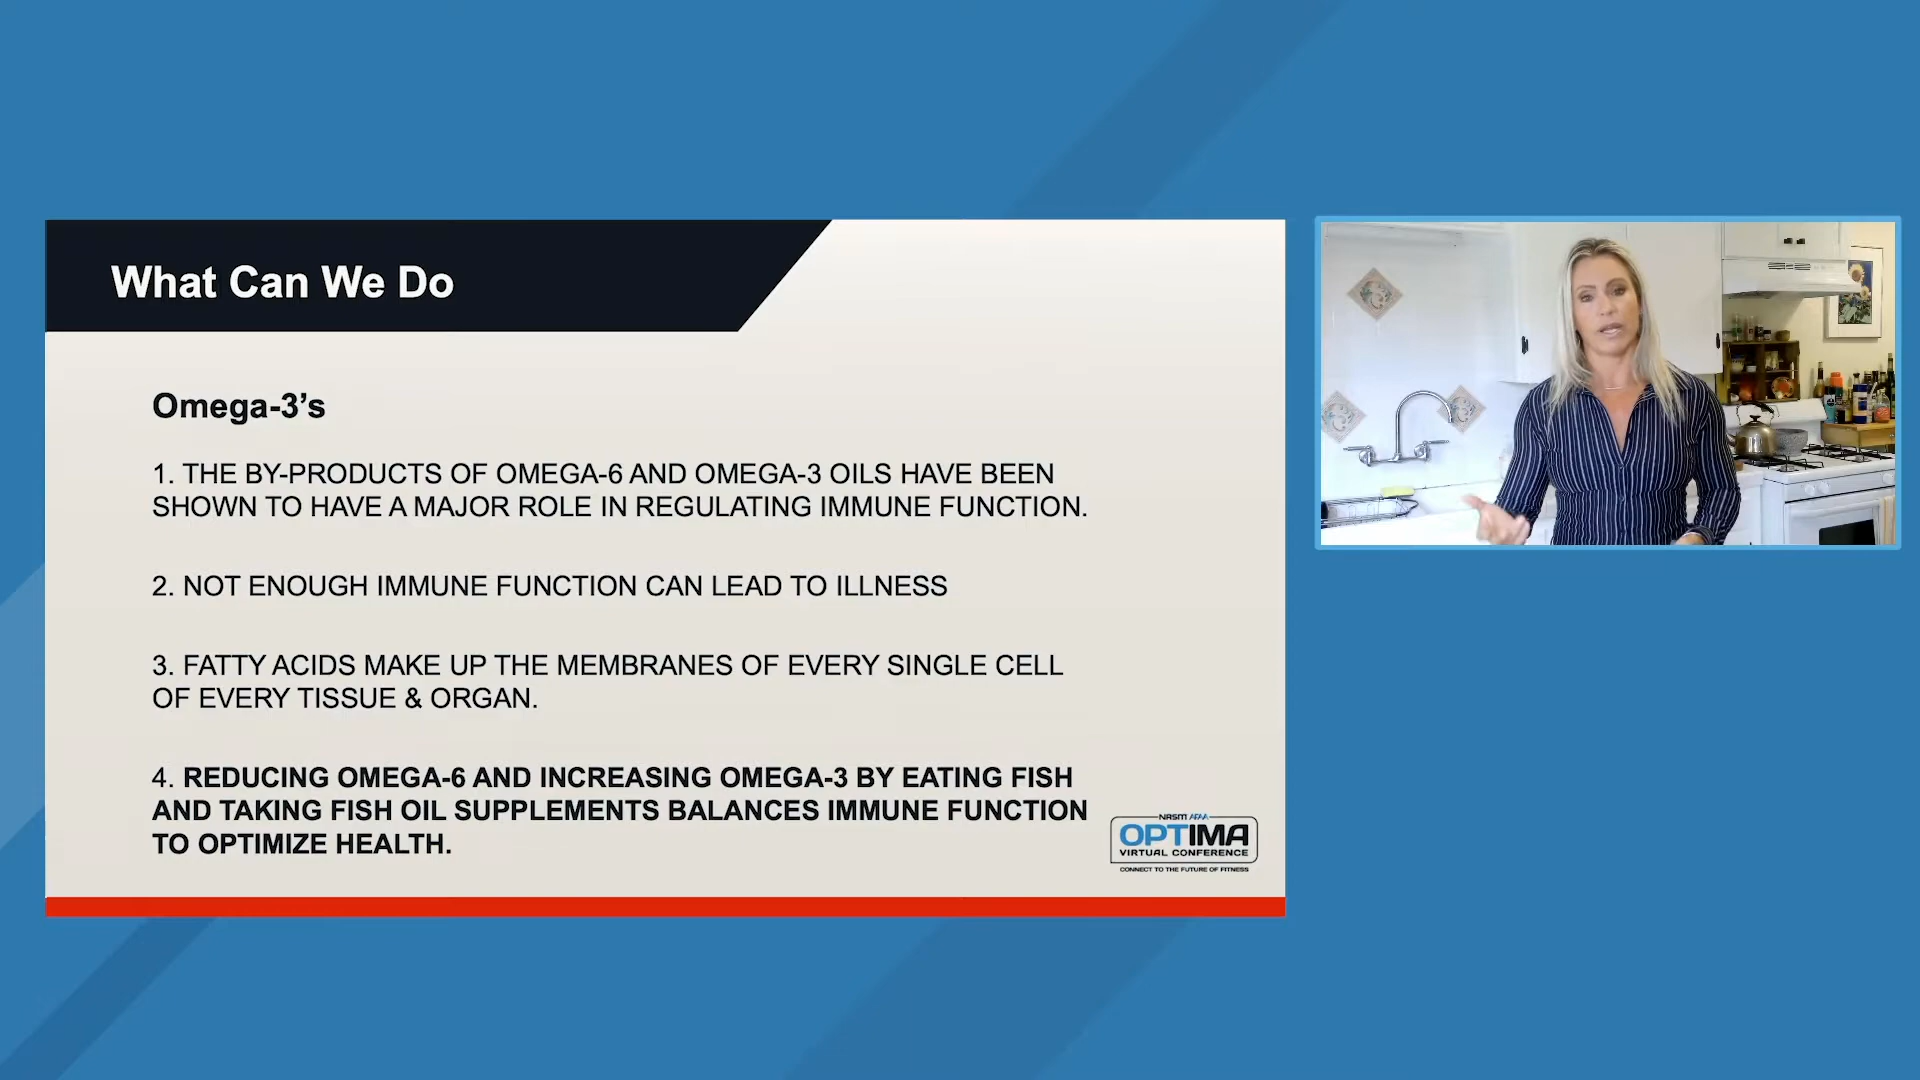 What Can We Do
Omega-3’s
1. THE BY-PRODUCTS OF OMEGA-6 AND OMEGA-3 OILS HAVE BEEN
SHOWN TO HAVE A MAJOR ROLE IN REGULATING IMMUNE FUNCTION.
2. NOT ENOUGH IMMUNE FUNCTION CAN LEAD TO ILLNESS
3. FATTY ACIDS MAKE UP THE MEMBRANES OF EVERY SINGLE CELL
OF EVERY TISSUE & ORGAN.
4. REDUCING OMEGA-6 AND INCREASING OMEGA-3 BY EATING FISH
AND TAKING FISH OIL SUPPLEMENTS BALANCES IMMUNE FUNCTION
TO OPTIMIZE HEALTH.
NASM AFAA
OPTIMA
VIRTUAL CONFERENCE
CONNECT TO THE FUTURE OF FITNESS